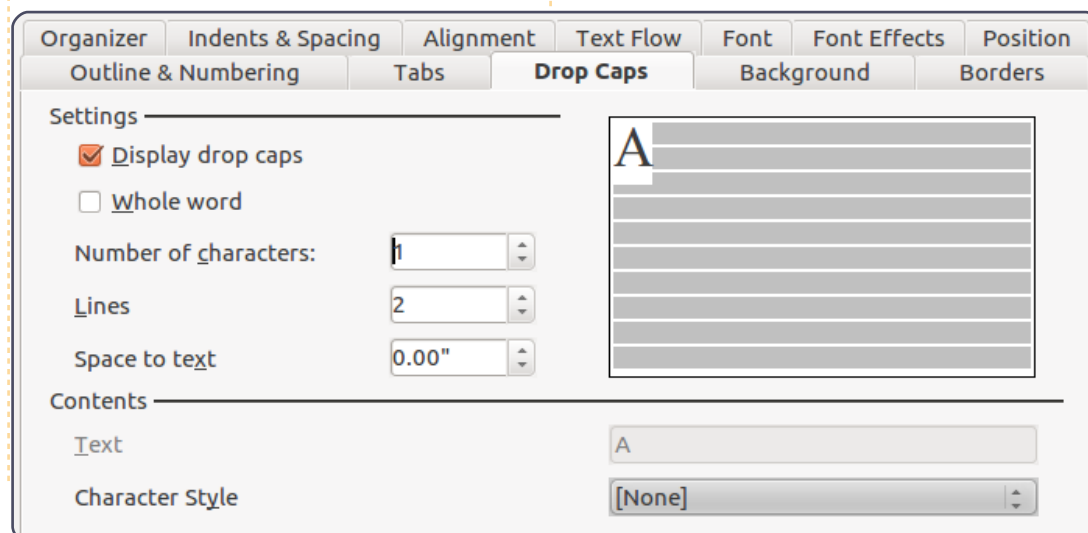 Organizer Indents & Spacing Alignment Text Flow Font Font Effects Position
Outline & Numbering Tabs Drop Caps Background Borders
Settings
Display drop caps
A
Whole word
Number of characters: 1
Lines 2
Space to text 0.00"
Contents
Text A
Character Style [None]